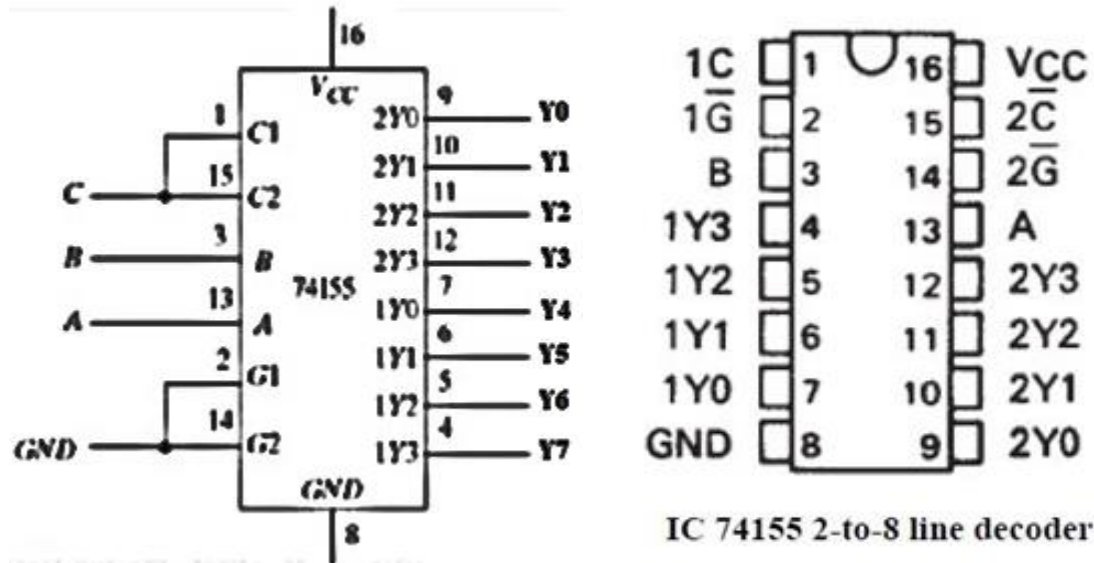 16
VCC
1 C1
15 C2
C
3 B
B
13 A
A
2 G1
14 G2
GND
74155
2Y0 9 Y0
2Y1 10 Y1
2Y2 11 Y2
2Y3 12 Y3
1Y0 7 Y4
1Y1 6 Y5
1Y2 5 Y6
1Y3 4 Y7
GND
8
1C 1 16 VCC
1G̅ 2 15 2C̅
B 3 14 2G̅
1Y3 4 13 A
1Y2 5 12 2Y3
1Y1 6 11 2Y2
1Y0 7 10 2Y1
GND 8 9 2Y0
IC 74155 2-to-8 line decoder